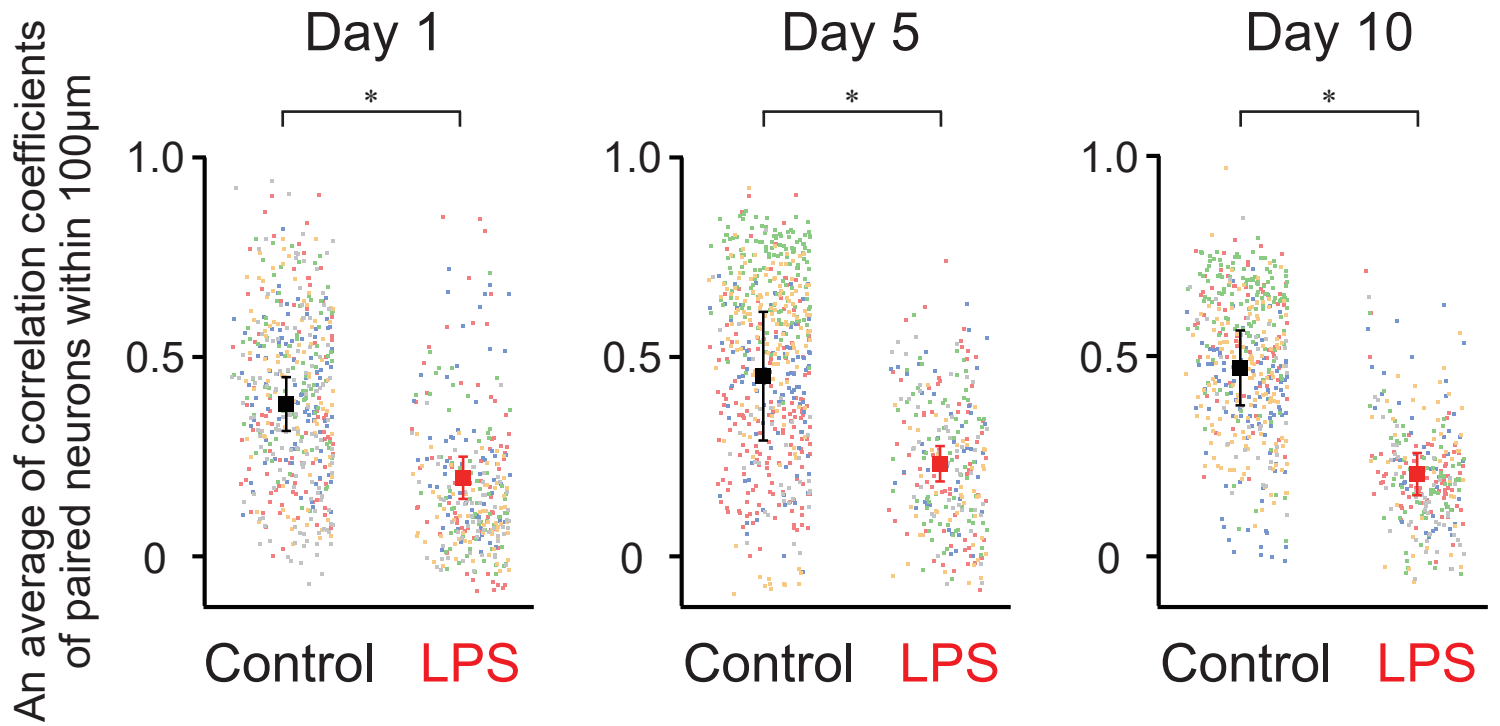 An average of correlation coefficients
of paired neurons within 100µm
Day 1
*
1.0
0.5
0
Control LPS
Day 5
*
1.0
0.5
0
Control LPS
Day 10
*
1.0
0.5
0
Control LPS